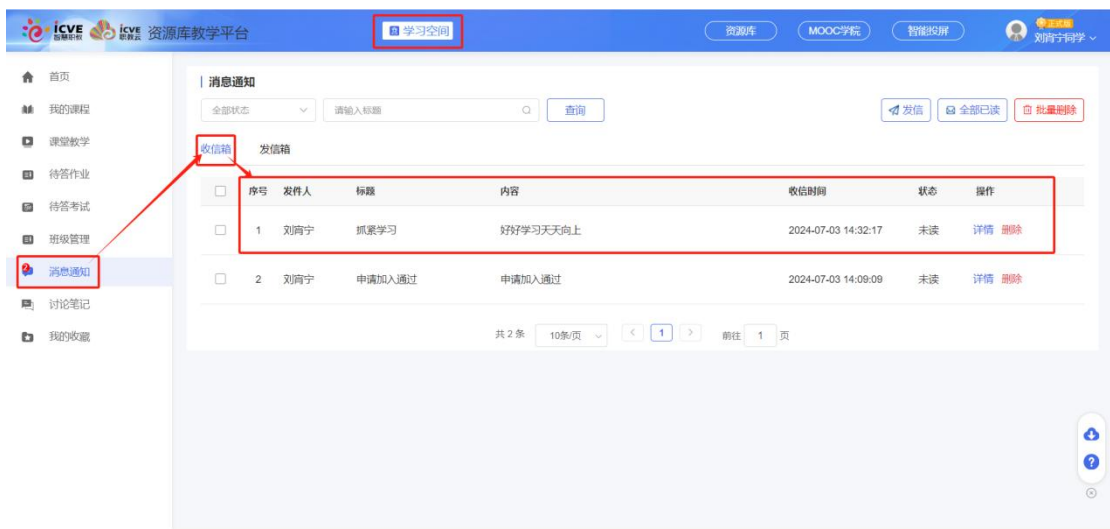 icve 智慧职教 icve 职教云 资源库教学平台
学习空间
资源库
MOOC学院
智能投屏
正式版
刘宵宁同学
首页
我的课程
课堂教学
待答作业
待答考试
班级管理
2
消息通知
讨论笔记
我的收藏
消息通知
全部状态 请输入标题 查询 发信 全部已读 批量删除
收信箱 发信箱
序号 发件人 标题 内容 收信时间 状态 操作
1 刘宵宁 抓紧学习 好好学习天天向上 2024-07-03 14:32:17 未读 详情 删除
2 刘宵宁 申请加入通过 申请加入通过 2024-07-03 14:09:09 未读 详情 删除
共 2 条 10条/页 1 前往 1 页